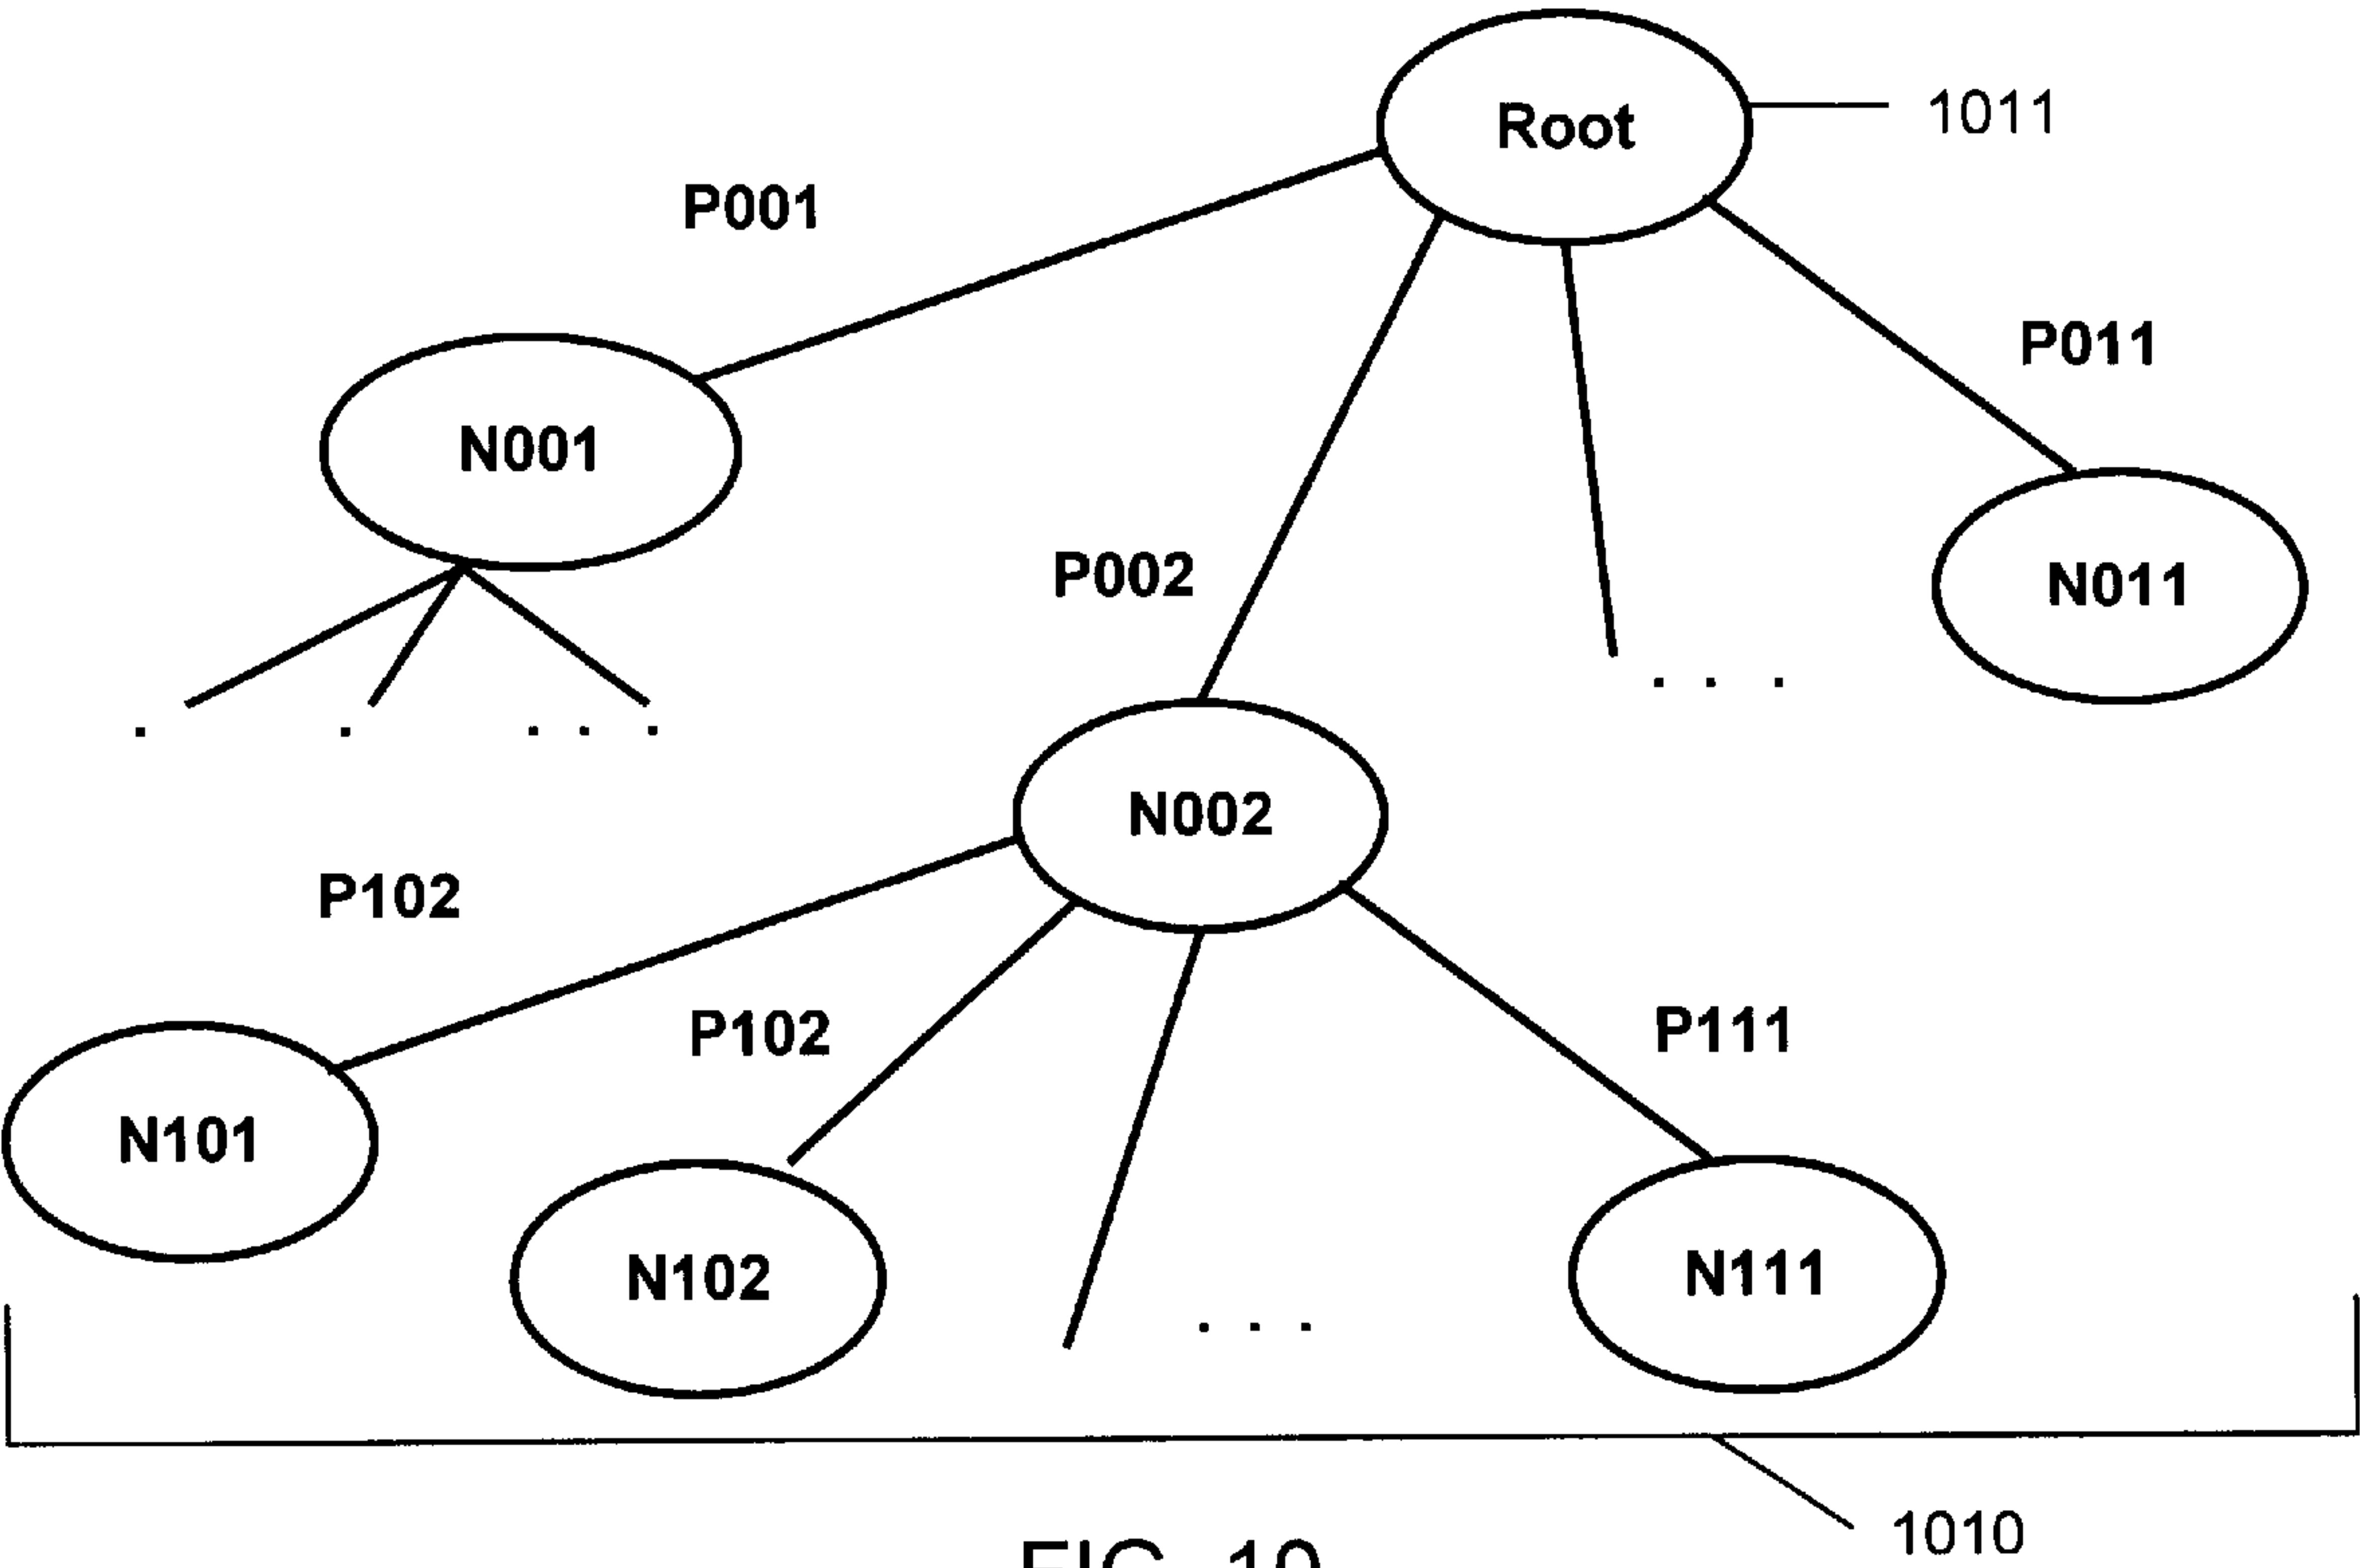 Root
1011
P001
P011
N001
P002
N011
. . .
. . . . .
N002
P102
P102
P111
N101
N102
N111
. . .
1010